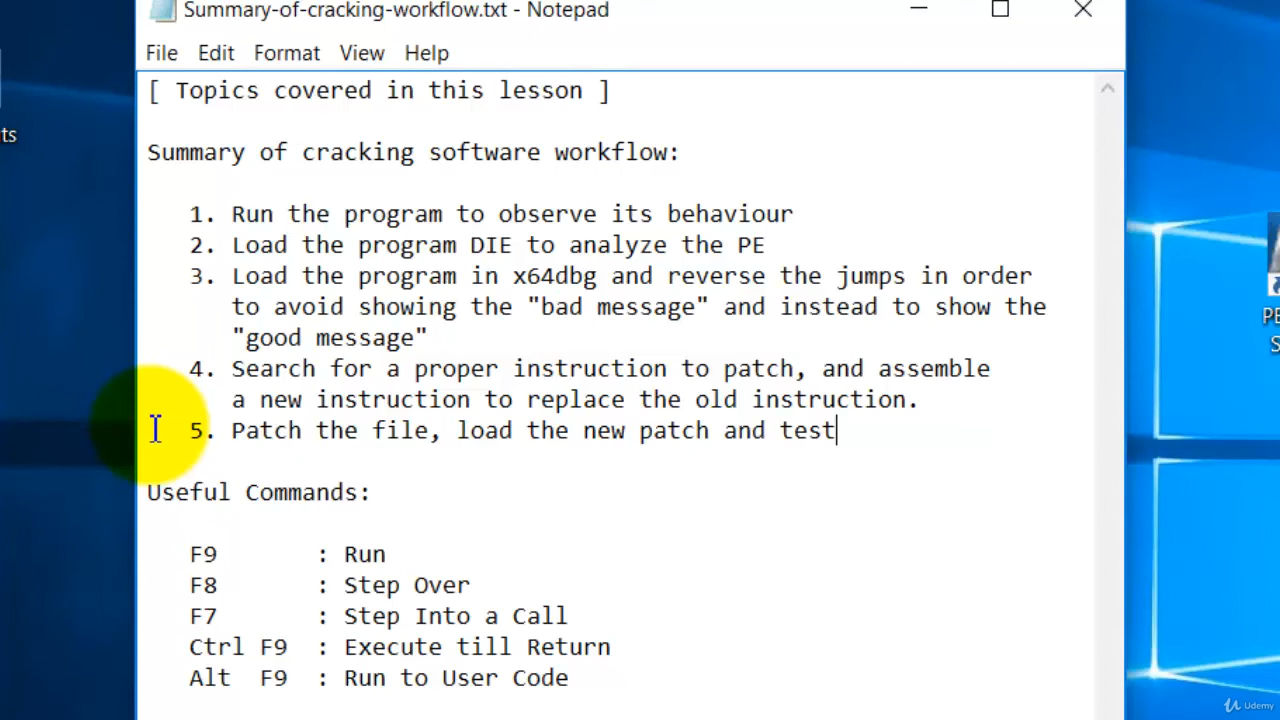 Summary-of-cracking-workflow.txt - Notepad
File Edit Format View Help
[ Topics covered in this lesson ]
ts
Summary of cracking software workflow:
1. Run the program to observe its behaviour
2. Load the program DIE to analyze the PE
3. Load the program in x64dbg and reverse the jumps in order
to avoid showing the "bad message" and instead to show the
"good message"
PE
S
4. Search for a proper instruction to patch, and assemble
a new instruction to replace the old instruction.
5. Patch the file, load the new patch and test
Useful Commands:
F9 : Run
F8 : Step Over
F7 : Step Into a Call
Ctrl F9 : Execute till Return
Alt F9 : Run to User Code
Udemy